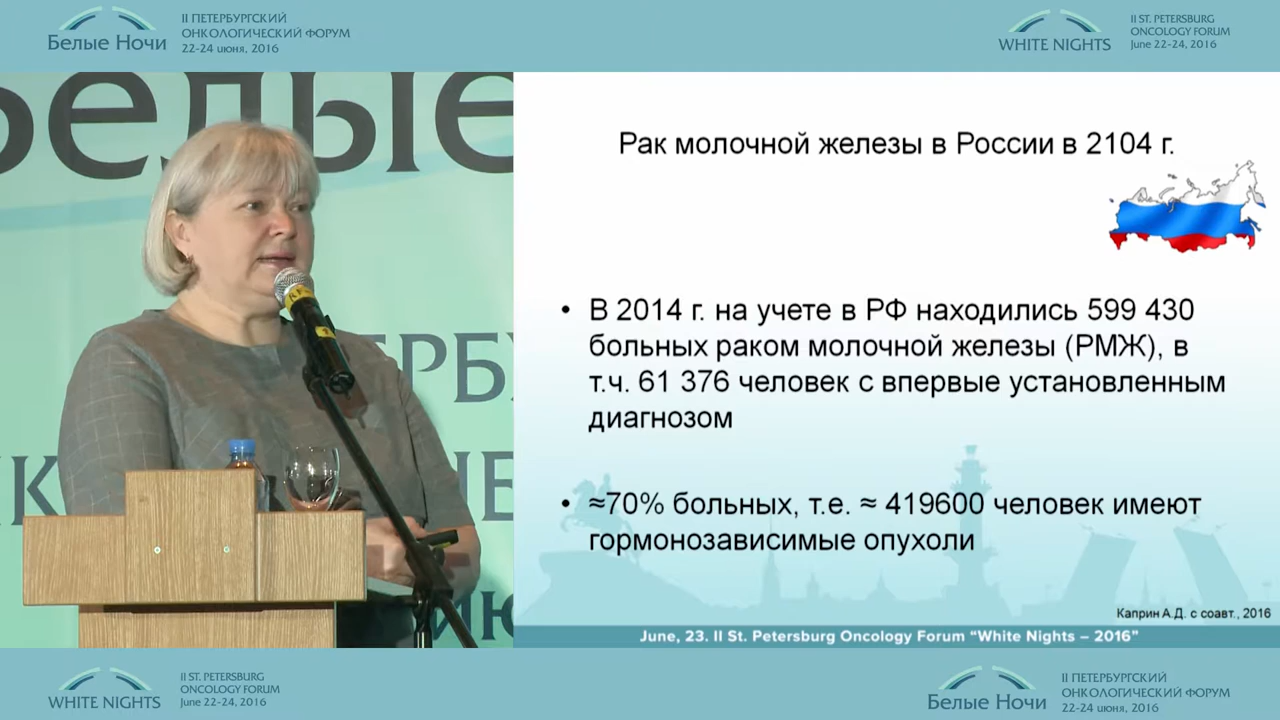 Белые Ночи
II ПЕТЕРБУРГСКИЙ
ОНКОЛОГИЧЕСКИЙ ФОРУМ
22-24 июня, 2016
WHITE NIGHTS
II ST. PETERSBURG
ONCOLOGY FORUM
June 22-24, 2016
Белые
Рак молочной железы в России в 2104 г.
• В 2014 г. на учете в РФ находились 599 430
больных раком молочной железы (РМЖ), в
т.ч. 61 376 человек с впервые установленным
диагнозом
• ≈70% больных, т.е. ≈ 419600 человек имеют
гормонозависимые опухоли
Каприн А.Д. с соавт., 2016
June, 23. II St. Petersburg Oncology Forum “White Nights – 2016”
WHITE NIGHTS
II ST. PETERSBURG
ONCOLOGY FORUM
June 22-24, 2016
Белые Ночи
II ПЕТЕРБУРГСКИЙ
ОНКОЛОГИЧЕСКИЙ ФОРУМ
22-24 июня, 2016